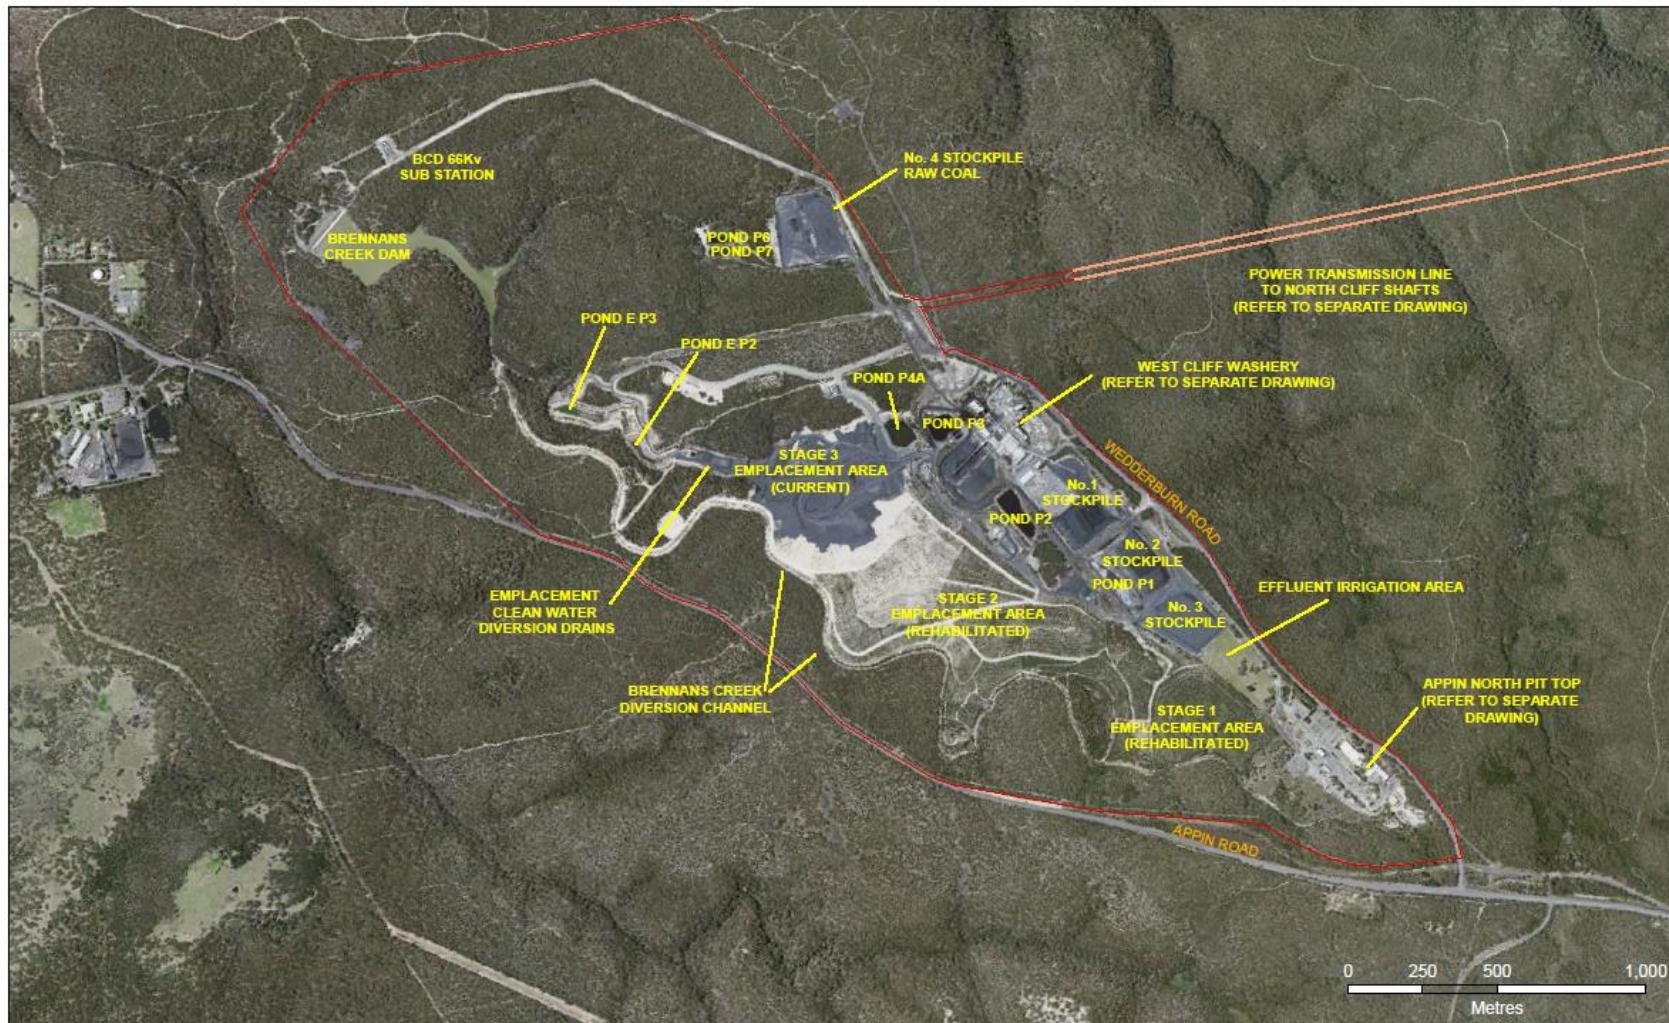 BCD 66Kv
SUB STATION
No. 4 STOCKPILE
RAW COAL
BRENNANS
CREEK DAM
POND P6
POND P7
POWER TRANSMISSION LINE
TO NORTH CLIFF SHAFTS
(REFER TO SEPARATE DRAWING)
POND E P3
POND E P2
POND P4A
WEST CLIFF WASHERY
(REFER TO SEPARATE DRAWING)
POND P3
WEDDERBURN ROAD
STAGE 3
EMPLACEMENT AREA
(CURRENT)
No.1
STOCKPILE
POND P2
No. 2
STOCKPILE
POND P1
EMPLACEMENT
CLEAN WATER
DIVERSION DRAINS
STAGE 2
EMPLACEMENT AREA
(REHABILITATED)
No. 3
STOCKPILE
EFFLUENT IRRIGATION AREA
BRENNANS CREEK
DIVERSION CHANNEL
STAGE 1
EMPLACEMENT AREA
(REHABILITATED)
APPIN NORTH PIT TOP
(REFER TO SEPARATE
DRAWING)
APPIN ROAD
0 250 500 1,000
Metres